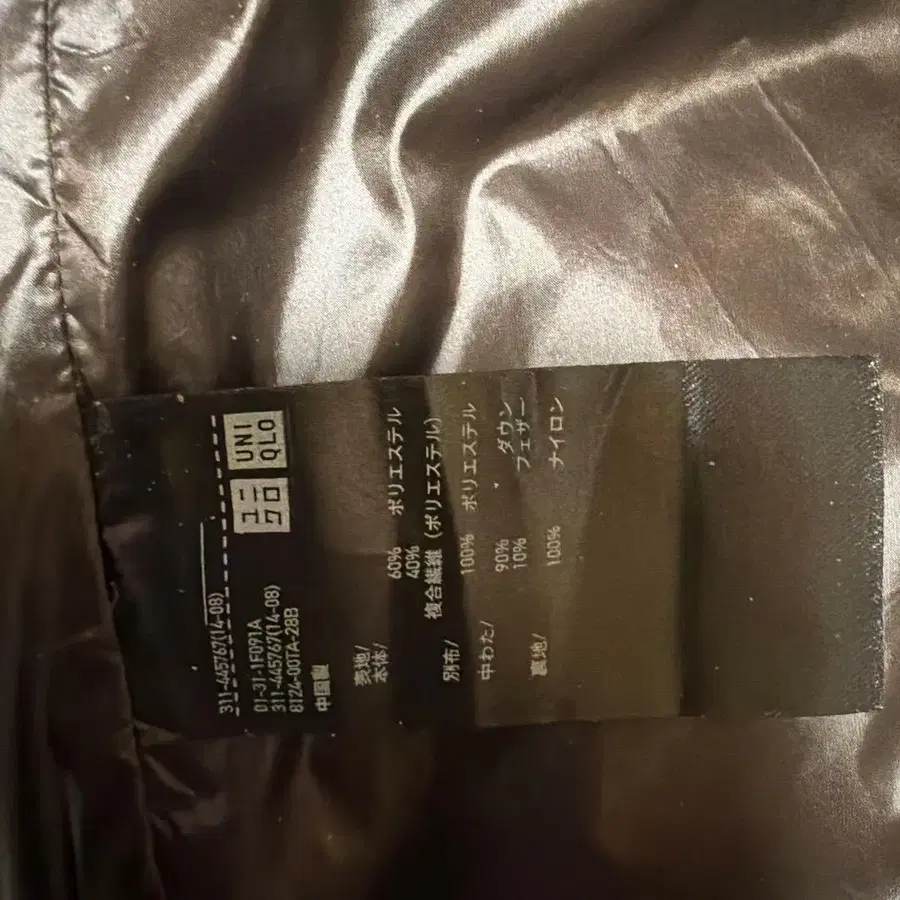 ユニクロ
UNIQLO
311-445767(14-08)
01-31-1F091A
311-445767(14-08)
8124-001TA-28B
中国製
表地/
本体/ 60% ポリエステル
40%
複合繊維(ポリエステル)
別布/ 100% ポリエステル
中わた/ 90% ダウン
10% フェザー
裏地/ 100% ナイロン